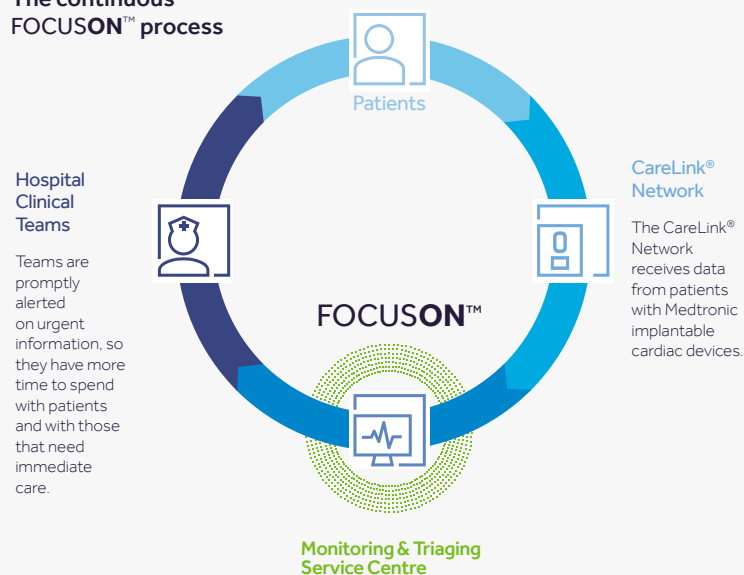 The continuous
FOCUSON™ process
Patients
Hospital
Clinical
Teams
Teams are
promptly
alerted
on urgent
information, so
they have more
time to spend
with patients
and with those
that need
immediate
care.
CareLink®
Network
The CareLink®
Network
receives data
from patients
with Medtronic
implantable
cardiac devices.
FOCUSON™
Monitoring & Triaging
Service Centre